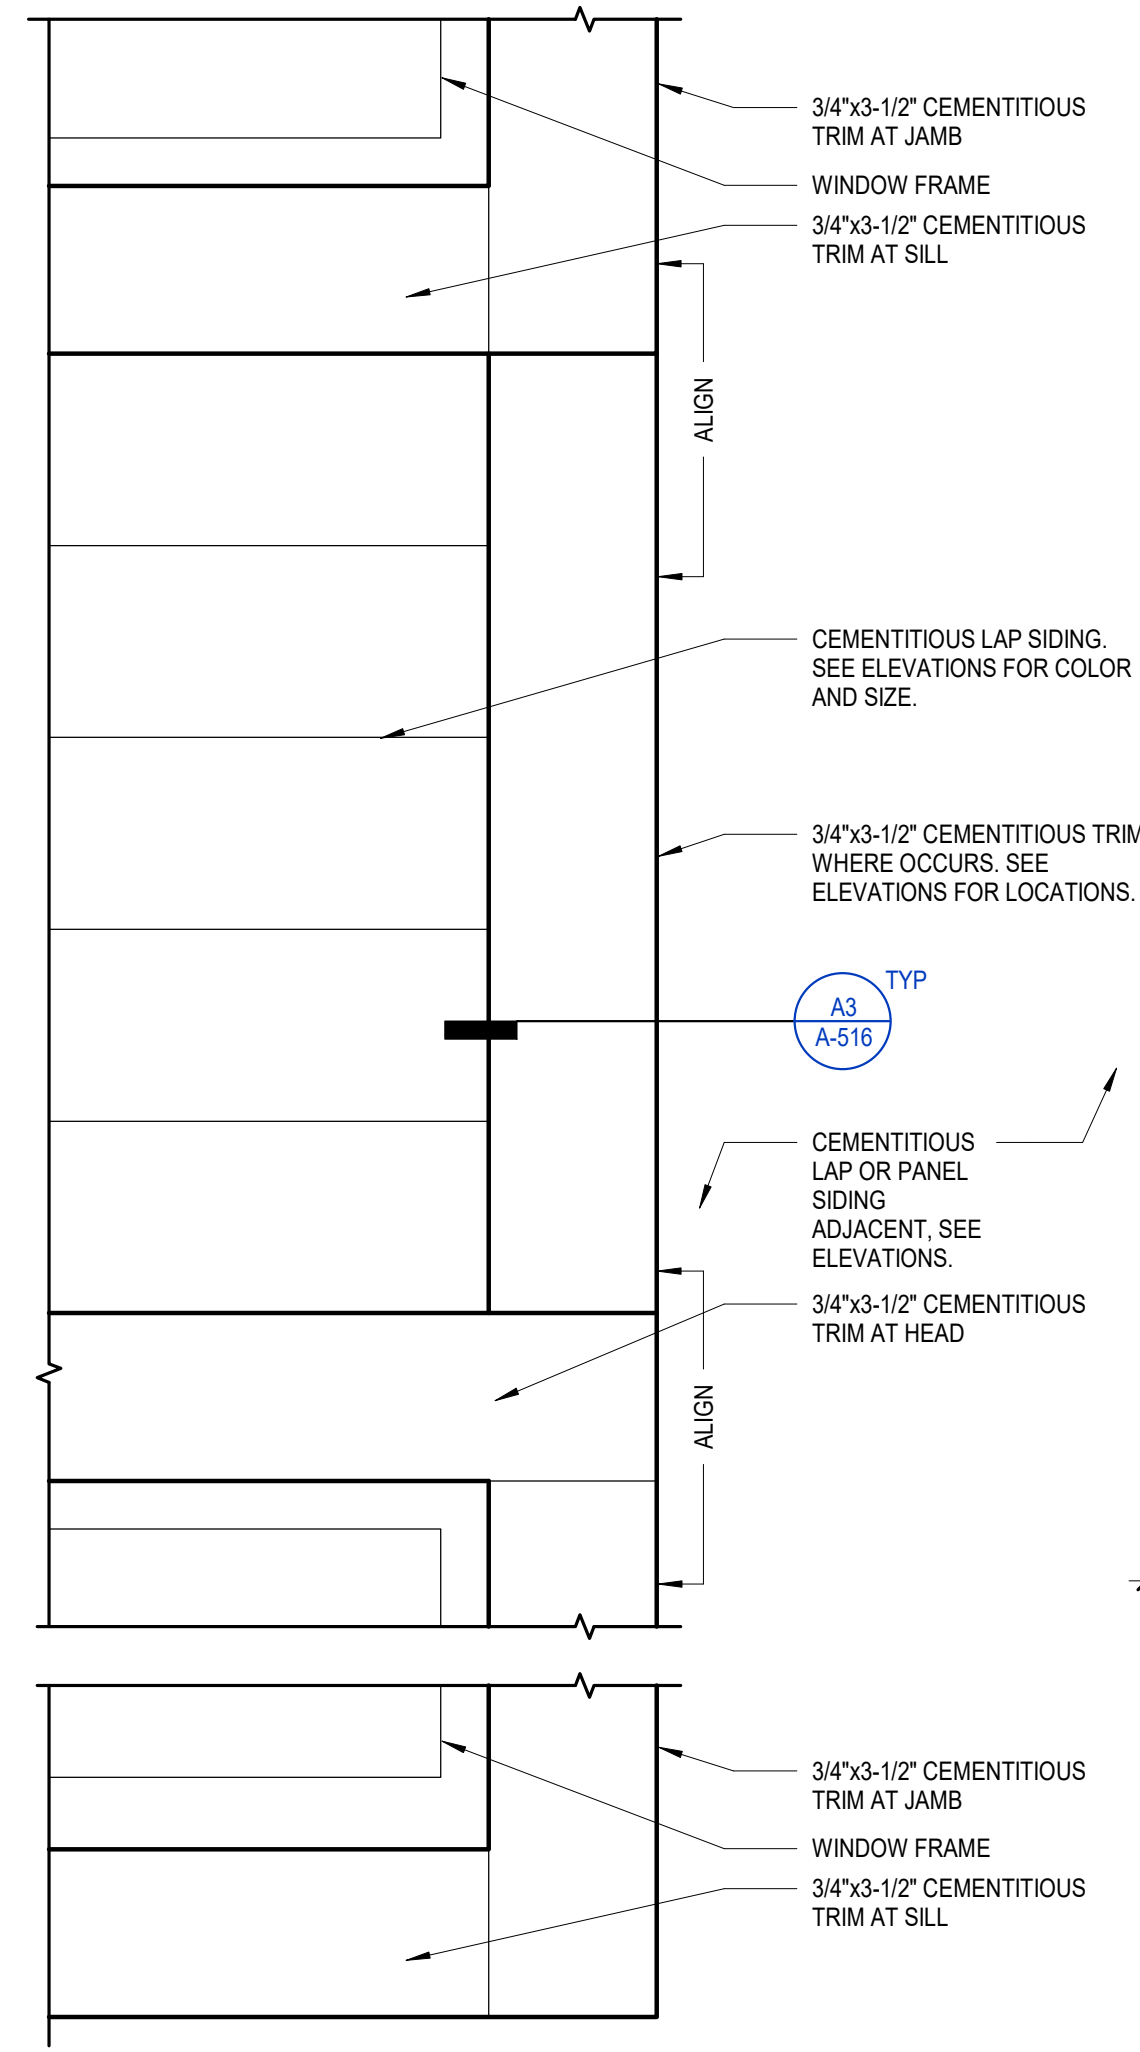 3/4"x3-1/2" CEMENTITIOUS
TRIM AT JAMB
WINDOW FRAME
3/4"x3-1/2" CEMENTITIOUS
TRIM AT SILL
ALIGN
CEMENTITIOUS LAP SIDING.
SEE ELEVATIONS FOR COLOR
AND SIZE.
3/4"x3-1/2" CEMENTITIOUS TRIM
WHERE OCCURS. SEE
ELEVATIONS FOR LOCATIONS.
TYP
A3
A-516
CEMENTITIOUS
LAP OR PANEL
SIDING
ADJACENT, SEE
ELEVATIONS.
3/4"x3-1/2" CEMENTITIOUS
TRIM AT HEAD
ALIGN
3/4"x3-1/2" CEMENTITIOUS
TRIM AT JAMB
WINDOW FRAME
3/4"x3-1/2" CEMENTITIOUS
TRIM AT SILL